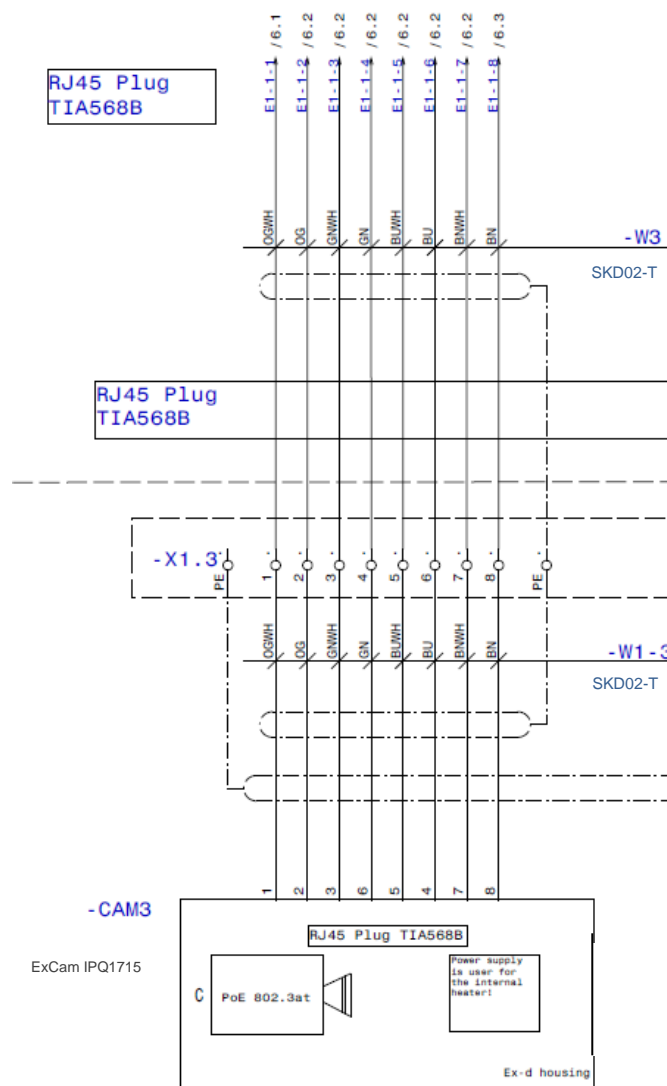 /6.1 /6.2 /6.2 /6.2 /6.2 /6.2 /6.2 /6.3
E1-1-1 E1-1-2 E1-1-3 E1-1-4 E1-1-5 E1-1-6 E1-1-7 E1-1-8
RJ45 Plug
TIA568B
OGWH OG GNWH GN BUWH BU BNWH BN
-W3
SKD02-T
RJ45 Plug
TIA568B
-X1.3
PE 1 2 3 4 5 6 7 8 PE
OGWH OG GNWH GN BUWH BU BNWH BN
-W1-3
SKD02-T
1 2 3 6 5 4 7 8
-CAM3
RJ45 Plug TIA568B
ExCam IPQ1715
C
PoE 802.3at
Power supply
is user for
the internal
heater!
Ex-d housing